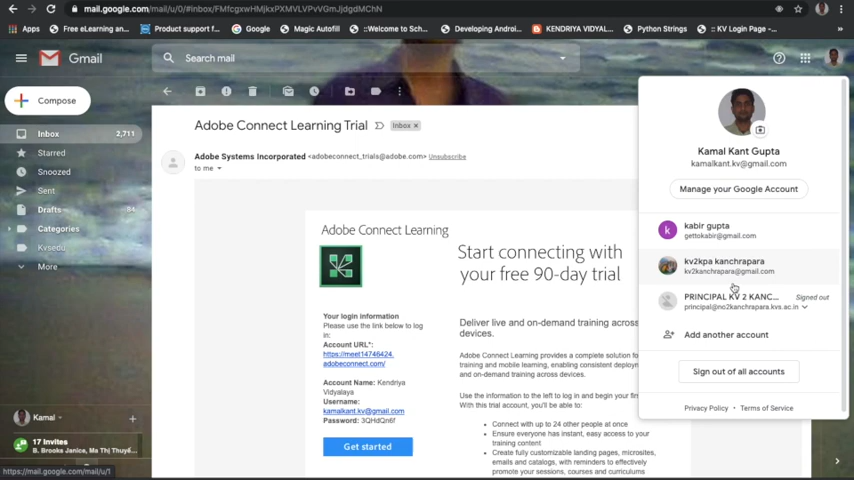 mail.google.com/mail/u/0/#inbox/FMfcgxwHMjkxPXMVLVPvVGmJjdgdMChN
Apps
Free eLearning an...
Product support f...
Google
Magic Autofill
::Welcome to Sch...
Developing Androi...
KENDRIYA VIDYAL...
Python Strings
:: KV Login Page -...
»
Gmail
Search mail
Compose
Inbox 2,711
Starred
Snoozed
Sent
Drafts 84
Categories
Kvsedu
More
Adobe Connect Learning Trial Inbox ×
Adobe Systems Incorporated <adobeconnect_trials@adobe.com> Unsubscribe
to me
Adobe Connect Learning
Your login information
Please use the link below to log
in:
Account URL*:
https://meet14746424.
adobeconnect.com/
Account Name: Kendriya
Vidyalaya
Username:
kamalkant.kv@gmail.com
Password: 3QHdQn6f
Get started
Start connecting with
your free 90-day trial
Deliver live and on-demand training across
devices.
Adobe Connect Learning provides a complete solution fo
training and mobile learning, enabling consistent deploym
and on-demand training across devices.
Use the information to the left to log in and begin your fir
With this trial account, you'll be able to:
• Connect with up to 24 other people at once
• Ensure everyone has instant, easy access to your
training content
• Create fully customizable landing pages, microsites,
emails and catalogs, with reminders to effectively
promote your sessions, courses and curriculums
Kamal Kant Gupta
kamalkant.kv@gmail.com
Manage your Google Account
k
kabir gupta
gettokabir@gmail.com
kv2kpa kanchrapara
kv2kanchrapara@gmail.com
PRINCIPAL KV 2 KANC... Signed out
principal@no2kanchrapara.kvs.ac.in
Add another account
Sign out of all accounts
Privacy Policy • Terms of Service
Kamal
17 Invites
B. Brooks Janice, Ma Thị Thuyế...
https://mail.google.com/mail/u/1